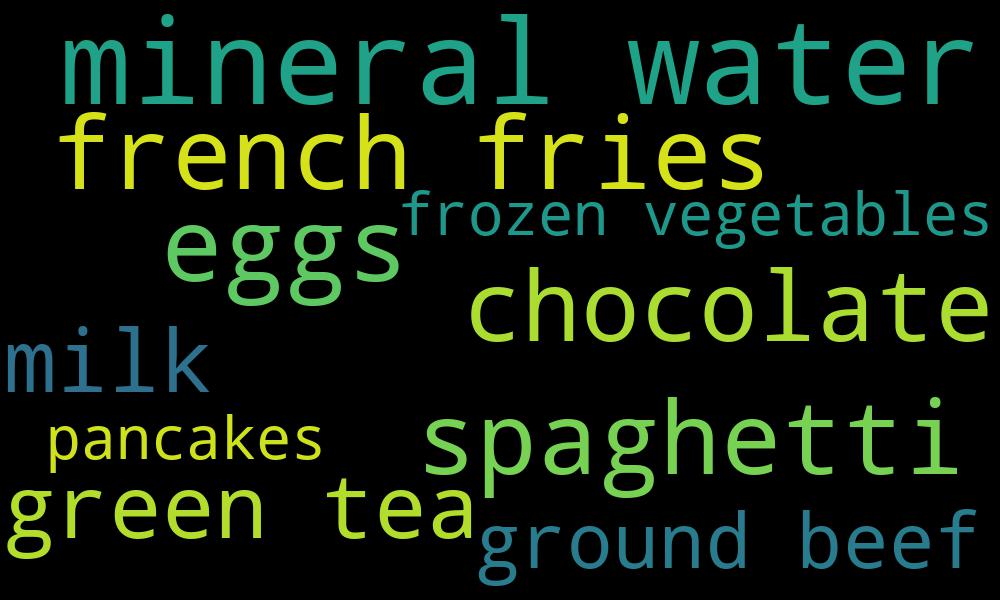 mineral water
french fries
frozen vegetables
eggs
chocolate
milk
spaghetti
pancakes
green tea
ground beef